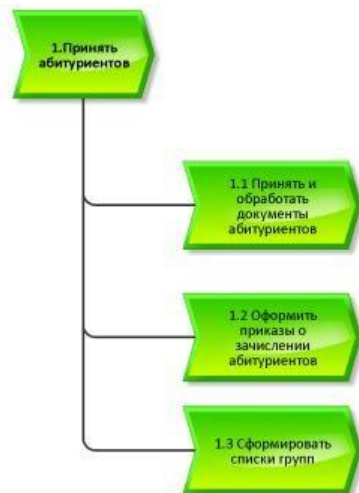 1.Принять
абитуриентов
1.1 Принять и
обработать
документы
абитуриентов
1.2 Оформить
приказы о
зачислении
абитуриентов
1.3 Сформировать
списки групп